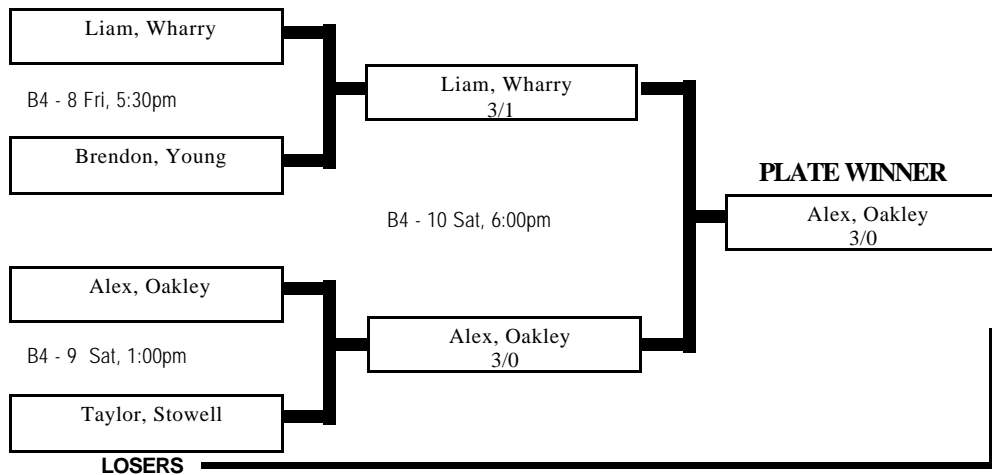 Liam, Wharry
B4 - 8 Fri, 5:30pm
Brendon, Young
Liam, Wharry
3/1
B4 - 10 Sat, 6:00pm
PLATE WINNER
Alex, Oakley
3/0
Alex, Oakley
B4 - 9 Sat, 1:00pm
Taylor, Stowell
Alex, Oakley
3/0
LOSERS